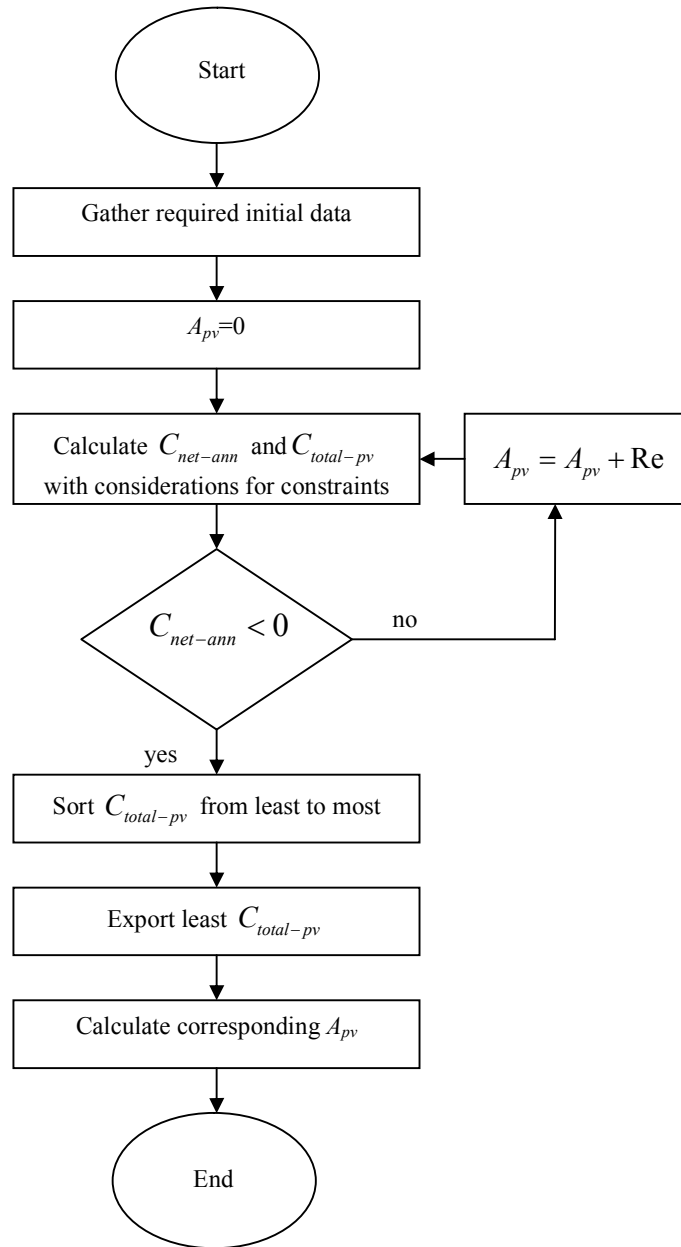 Start
Gather required initial data
A_pv=0
Calculate C_net-ann and C_total-pv
with considerations for constraints
A_pv = A_pv + Re
C_net-ann < 0
no
yes
Sort C_total-pv from least to most
Export least C_total-pv
Calculate corresponding A_pv
End